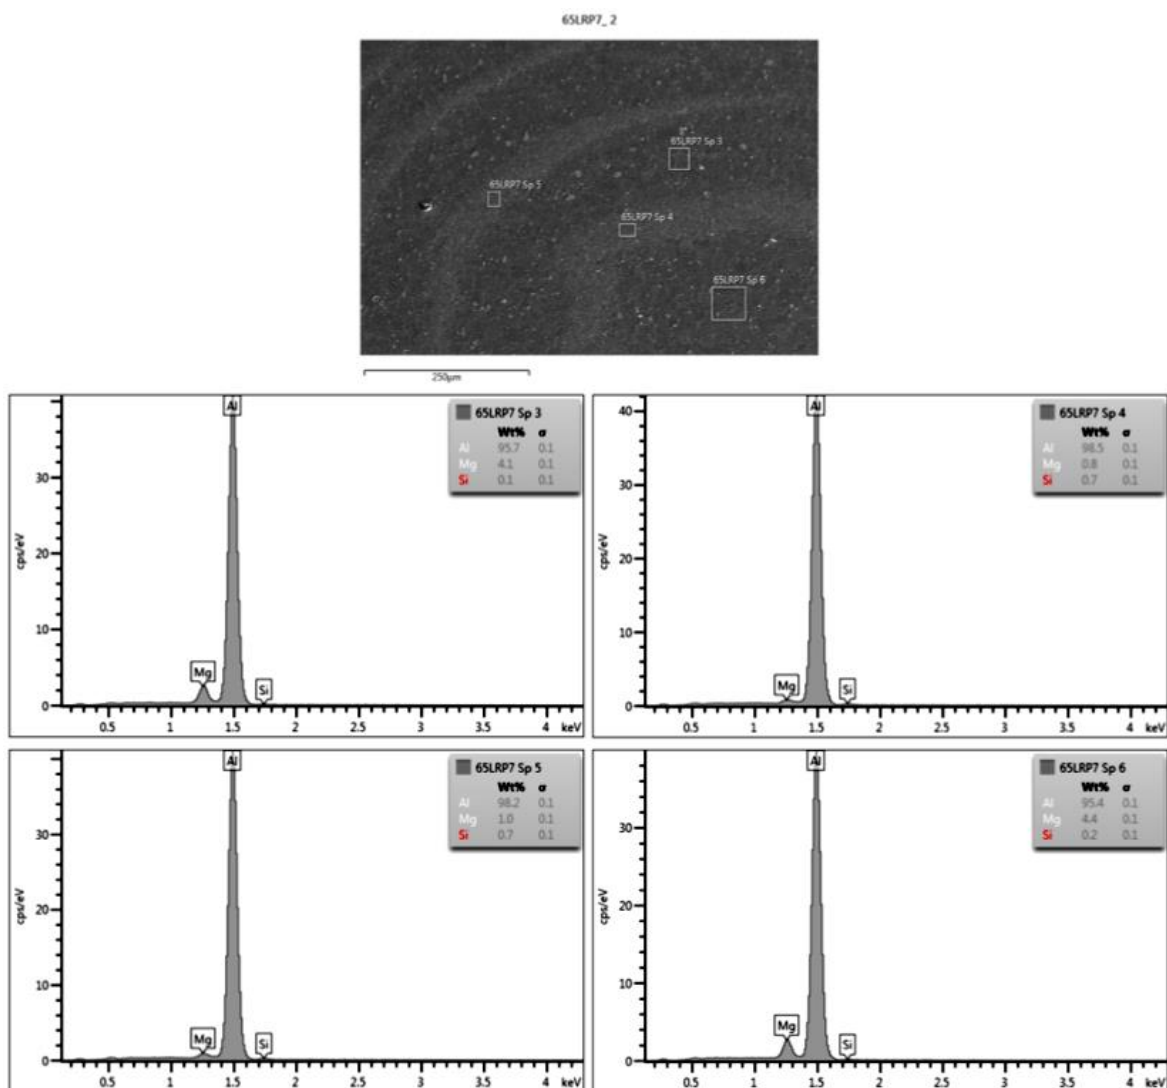 65LRP7_ 2
65LRP7 Sp 3
65LRP7 Sp 5
65LRP7 Sp 4
65LRP7 Sp 6
250μm
65LRP7 Sp 3
Wt% σ
Al 95.7 0.1
Mg 4.1 0.1
Si 0.1 0.1
Al
30
20
10
0
cps/eV
Mg
Si
0.5 1 1.5 2 2.5 3 3.5 4 keV
65LRP7 Sp 4
Wt% σ
Al 98.5 0.1
Mg 0.8 0.1
Si 0.7 0.1
Al
40
30
20
10
0
cps/eV
Mg
Si
0.5 1 1.5 2 2.5 3 3.5 4 keV
65LRP7 Sp 5
Wt% σ
Al 98.2 0.1
Mg 1.0 0.1
Si 0.7 0.1
Al
30
20
10
0
cps/eV
Mg
Si
0.5 1 1.5 2 2.5 3 3.5 4 keV
65LRP7 Sp 6
Wt% σ
Al 95.4 0.1
Mg 4.4 0.1
Si 0.2 0.1
Al
30
20
10
0
cps/eV
Mg
Si
0.5 1 1.5 2 2.5 3 3.5 4 keV